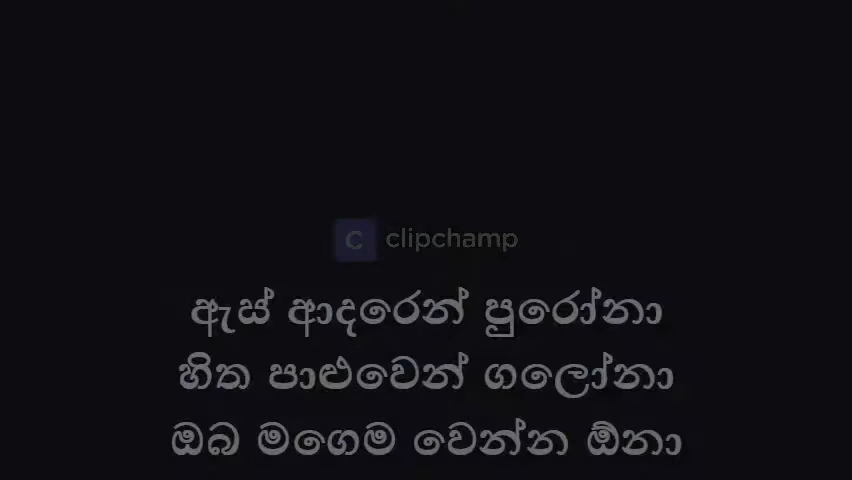 C clipchamp
ඇස් ආදරෙන් පුරෝනා
හිත පාළුවෙන් ගලෝනා
ඔබ මගෙම වෙන්න ඕනා